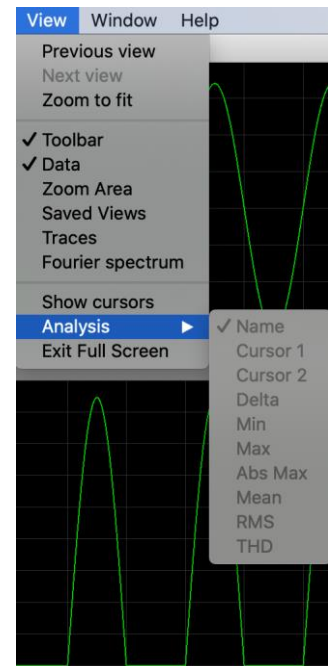 View Window Help
Previous view
Next view
Zoom to fit
✓ Toolbar
✓ Data
Zoom Area
Saved Views
Traces
Fourier spectrum
Show cursors
Analysis ▶
Exit Full Screen
✓ Name
Cursor 1
Cursor 2
Delta
Min
Max
Abs Max
Mean
RMS
THD